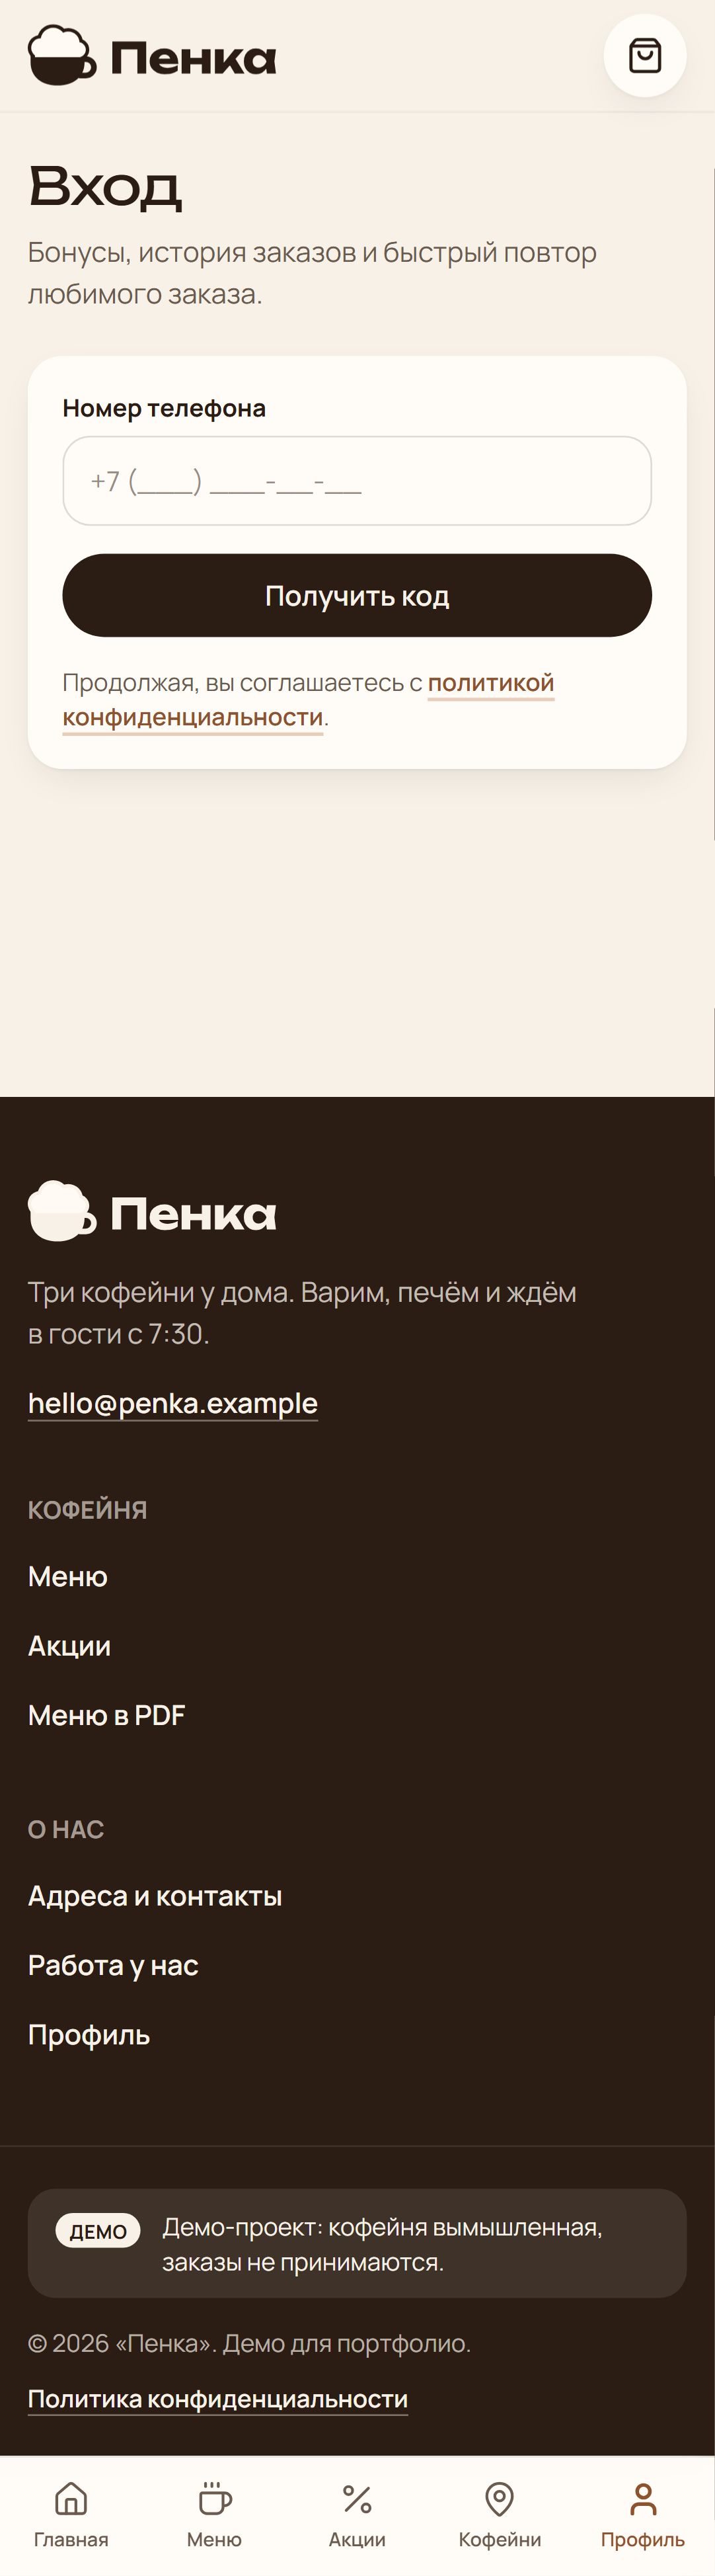 Пенка
Вход
Бонусы, история заказов и быстрый повтор
любимого заказа.
Номер телефона
+7 (___) ___-__-__
Получить код
Продолжая, вы соглашаетесь с политикой
конфиденциальности.
Пенка
Три кофейни у дома. Варим, печём и ждём
в гости с 7:30.
hello@penka.example
КОФЕЙНЯ
Меню
Акции
Меню в PDF
О НАС
Адреса и контакты
Работа у нас
Профиль
ДЕМО
Демо-проект: кофейня вымышленная,
заказы не принимаются.
© 2026 «Пенка». Демо для портфолио.
Политика конфиденциальности
Главная
Меню
Акции
Кофейни
Профиль